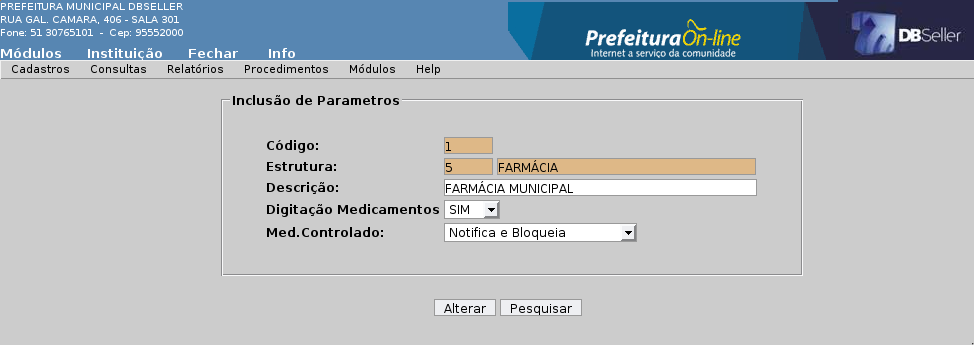 PREFEITURA MUNICIPAL DBSELLER
RUA GAL. CAMARA, 406 - SALA 301
Fone: 51 30765101 - Cep: 95552000
Módulos Instituição Fechar Info
Prefeitura On-line
Internet a serviço da comunidade
DBSeller
Cadastros Consultas Relatórios Procedimentos Módulos Help
Inclusão de Parametros
Código: 1
Estrutura: 5 FARMÁCIA
Descrição: FARMÁCIA MUNICIPAL
Digitação Medicamentos SIM
Med.Controlado: Notifica e Bloqueia
Alterar Pesquisar